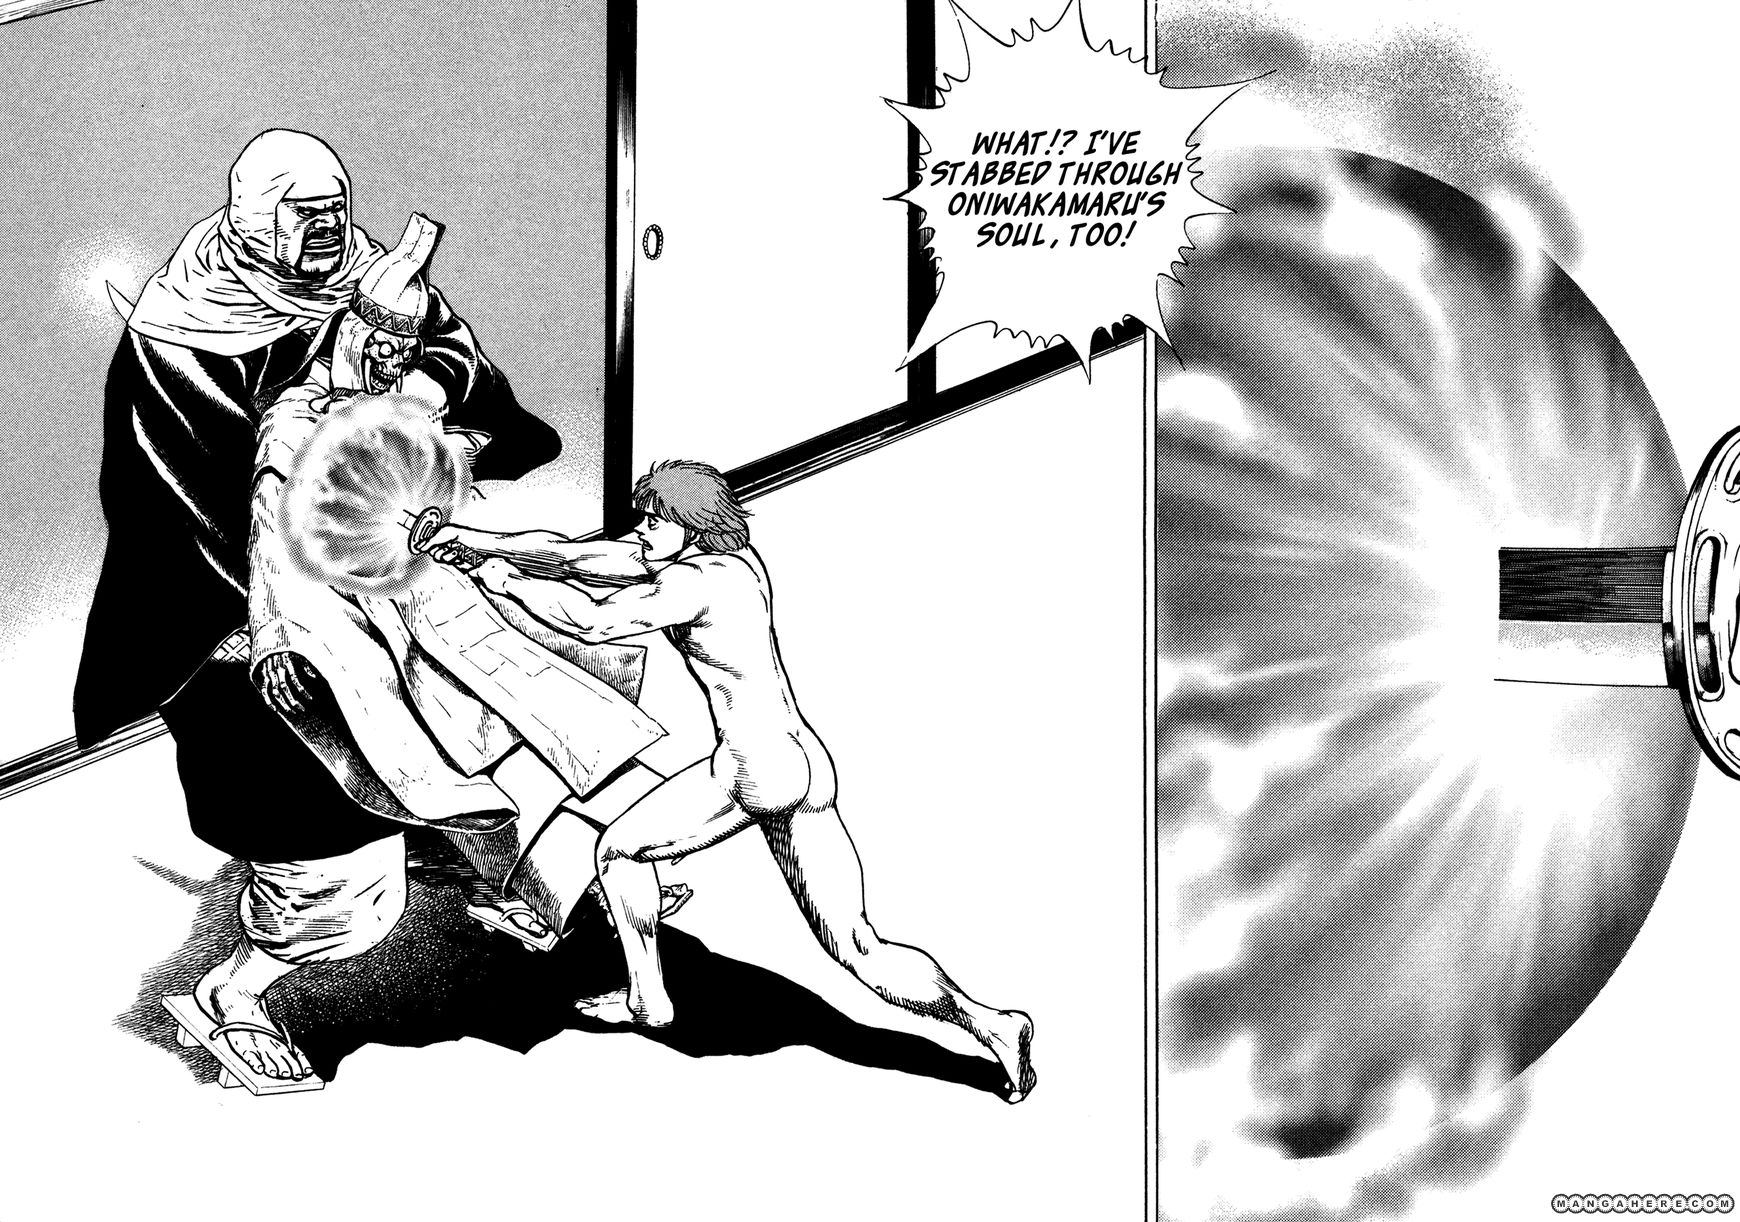 WHAT!? I'VE
STABBED THROUGH
ONIWAKAMARU'S
SOUL, TOO!
MANGAHERE.COM